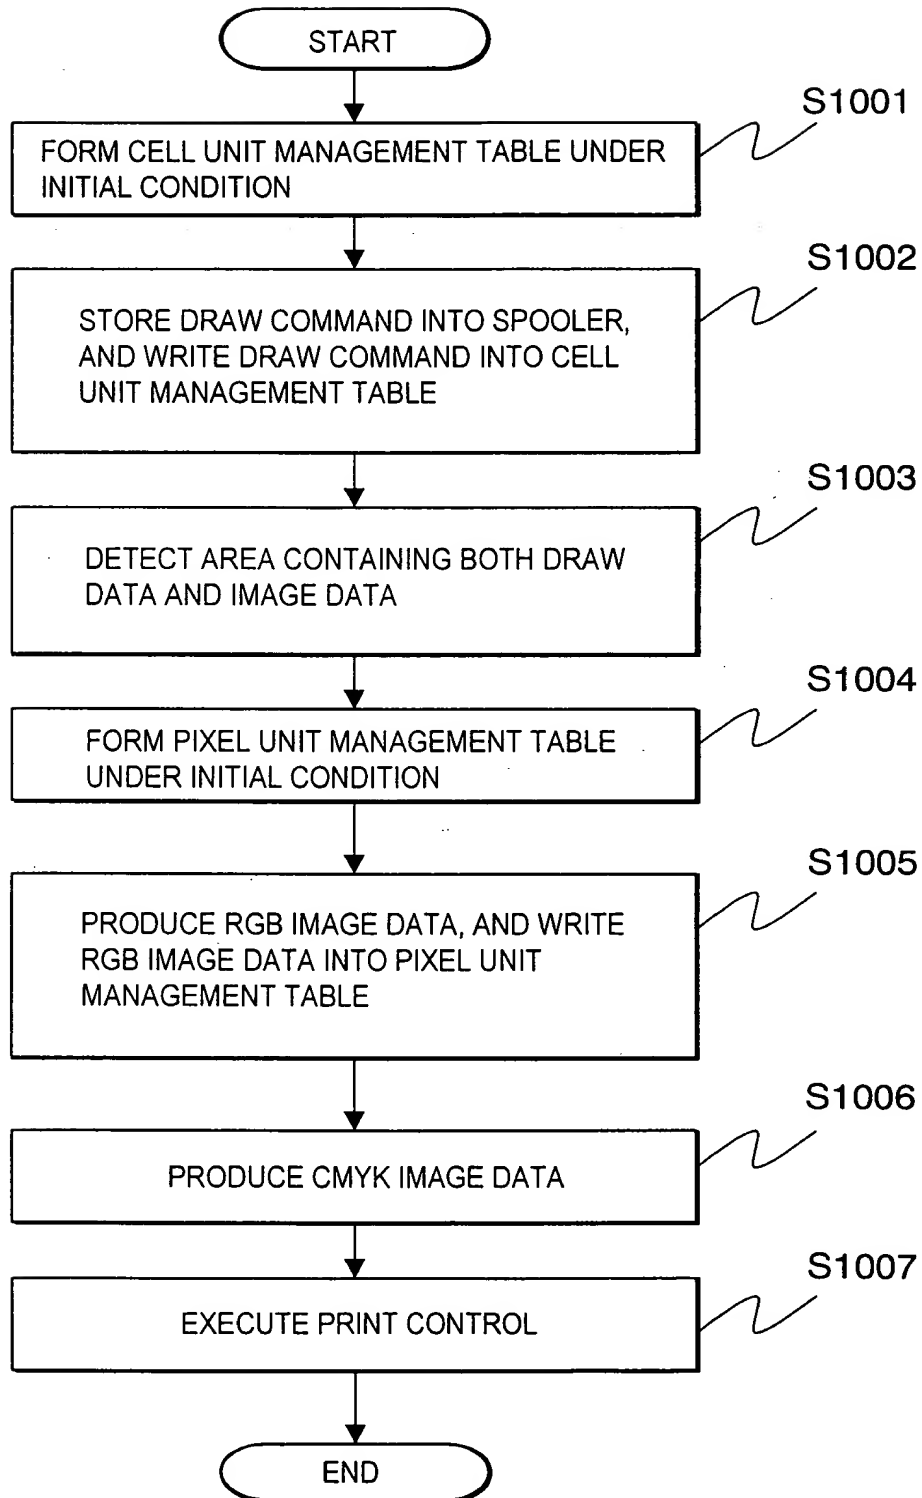 START
S1001
FORM CELL UNIT MANAGEMENT TABLE UNDER
INITIAL CONDITION
S1002
STORE DRAW COMMAND INTO SPOOLER,
AND WRITE DRAW COMMAND INTO CELL
UNIT MANAGEMENT TABLE
S1003
DETECT AREA CONTAINING BOTH DRAW
DATA AND IMAGE DATA
S1004
FORM PIXEL UNIT MANAGEMENT TABLE
UNDER INITIAL CONDITION
S1005
PRODUCE RGB IMAGE DATA, AND WRITE
RGB IMAGE DATA INTO PIXEL UNIT
MANAGEMENT TABLE
S1006
PRODUCE CMYK IMAGE DATA
S1007
EXECUTE PRINT CONTROL
END